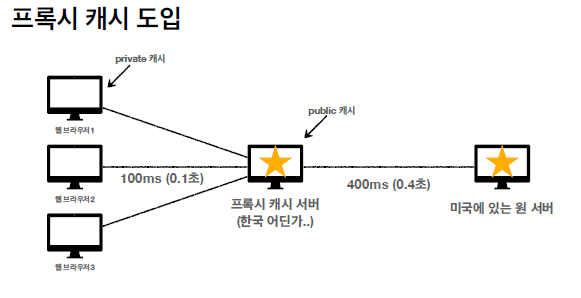 프록시 캐시 도입
private 캐시
public 캐시
웹브라우저1
웹브라우저2
웹브라우저3
100ms (0.1초)
400ms (0.4초)
프록시 캐시 서버
(한국 어딘가..)
미국에 있는 원 서버